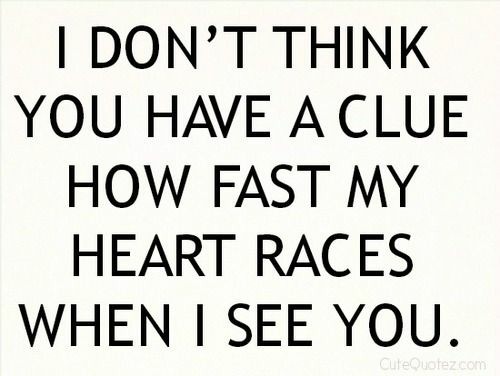 I DON’T THINK
YOU HAVE A CLUE
HOW FAST MY
HEART RACES
WHEN I SEE YOU.
CuteQuotez.com